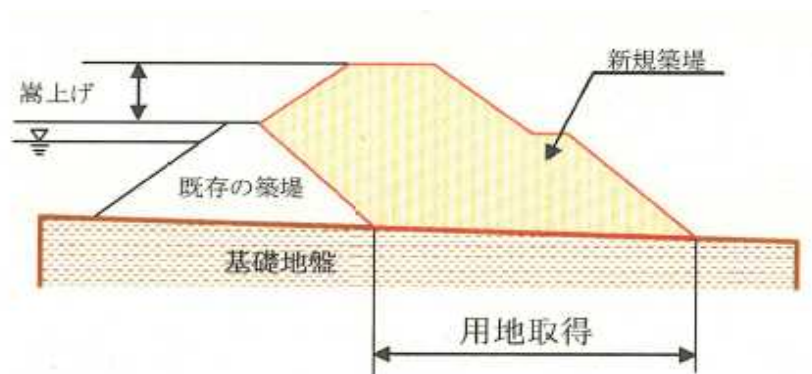 新規築堤
嵩上げ
既存の築堤
基礎地盤
用地取得